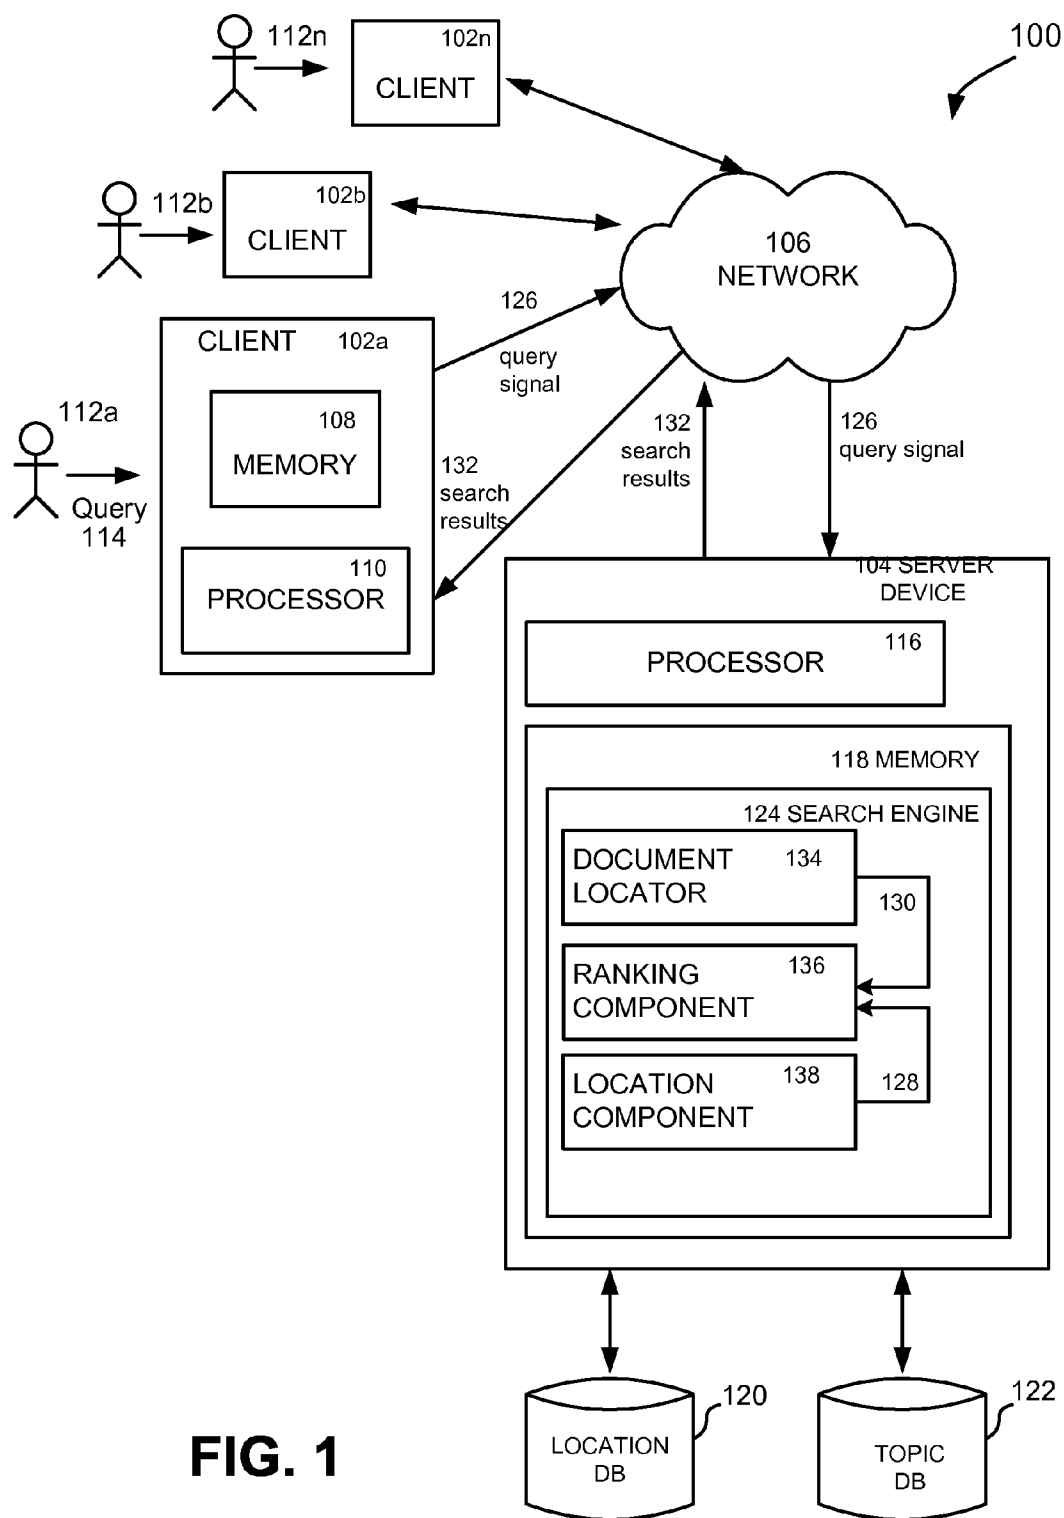 112n
102n
CLIENT
100
112b
102b
CLIENT
106
NETWORK
126
query
signal
CLIENT 102a
108
MEMORY
112a
Query
114
132
search
results
110
PROCESSOR
132
search
results
126
query signal
104 SERVER
DEVICE
116
PROCESSOR
118 MEMORY
124 SEARCH ENGINE
DOCUMENT 134
LOCATOR
130
RANKING 136
COMPONENT
LOCATION 138
COMPONENT
128
120
LOCATION
DB
122
TOPIC
DB
FIG. 1